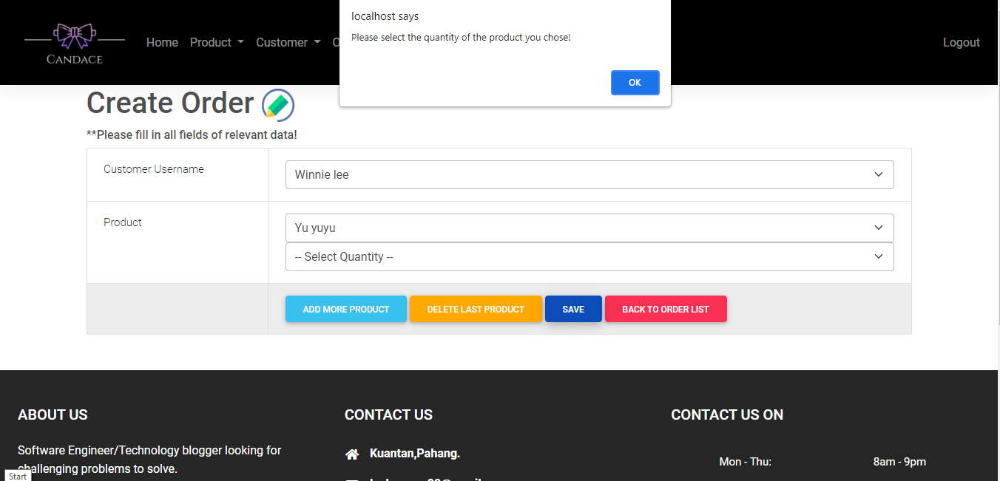 localhost says
Please select the quantity of the product you chose!
OK
CANDACE
Home Product Customer O Logout
Create Order
**Please fill in all fields of relevant data!
Customer Username
Winnie lee
Product
Yu yuyu
-- Select Quantity --
ADD MORE PRODUCT DELETE LAST PRODUCT SAVE BACK TO ORDER LIST
ABOUT US
Software Engineer/Technology blogger looking for
challenging problems to solve.
CONTACT US
Kuantan,Pahang.
CONTACT US ON
Mon - Thu: 8am - 9pm
Start